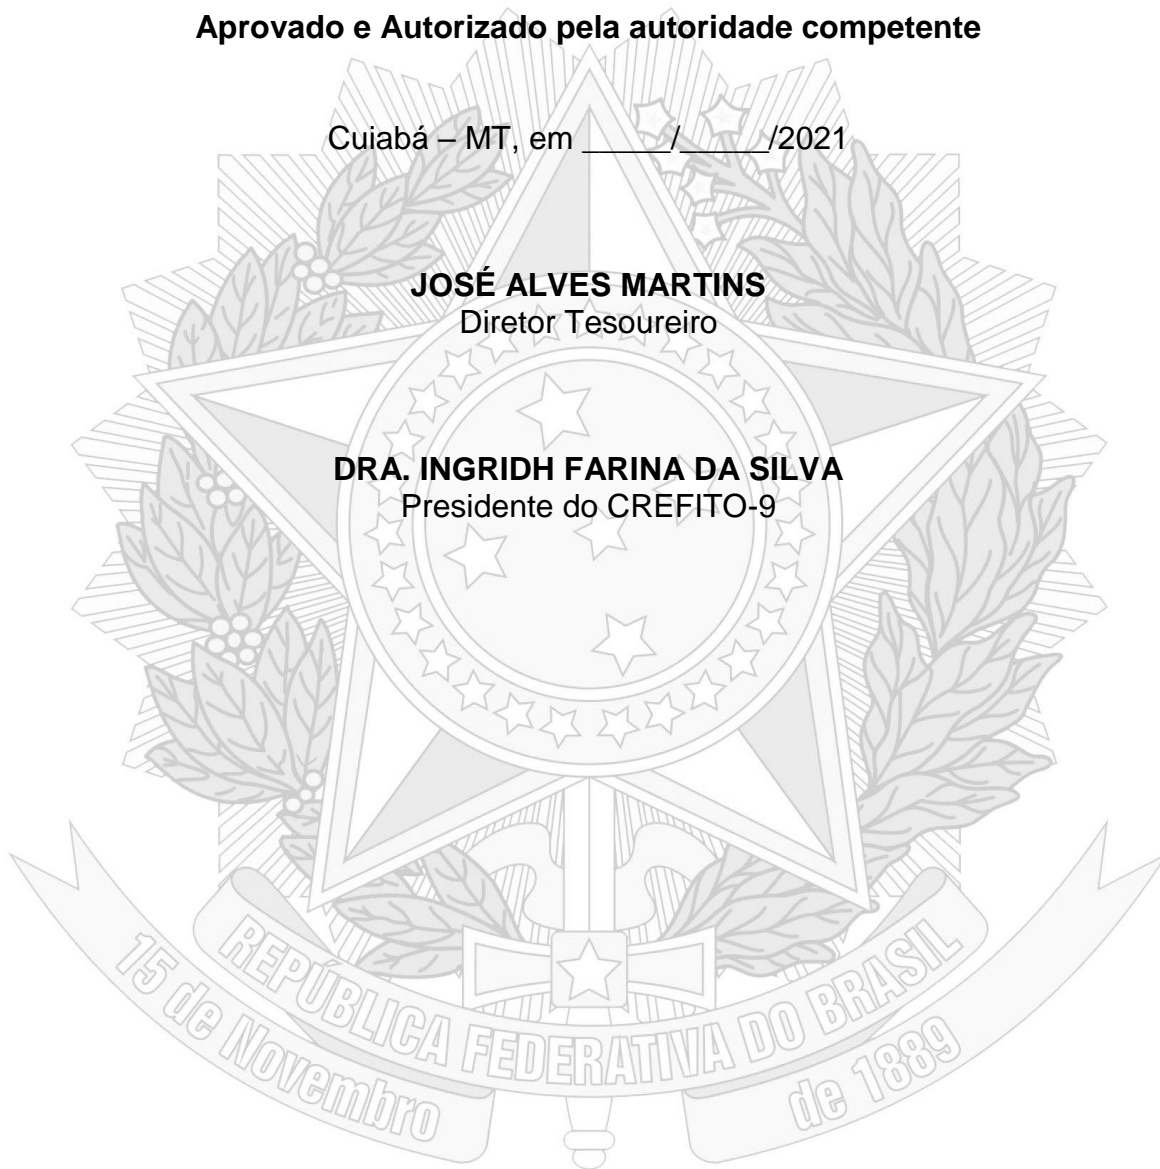 Aprovado e Autorizado pela autoridade competente
Cuiabá – MT, em _____/_____/2021
JOSÉ ALVES MARTINS
Diretor Tesoureiro
DRA. INGRIDH FARINA DA SILVA
Presidente do CREFITO-9
REPÚBLICA FEDERATIVA DO BRASIL
15 de Novembro de 1889